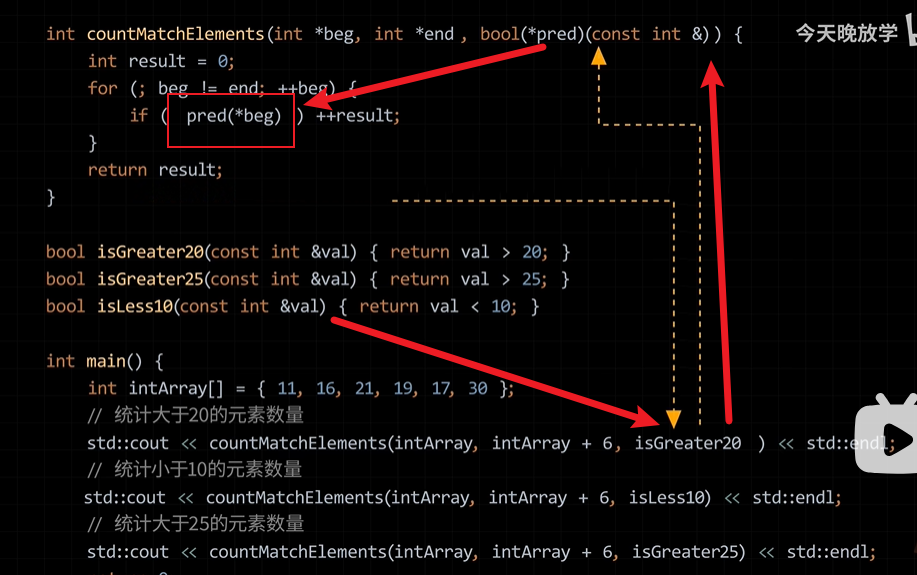 int countMatchElements(int *beg, int *end , bool(*pred)(const int &)) {
今天晚放学
int result = 0;
for (; beg != end; ++beg) {
if ( pred(*beg) ) ++result;
}
return result;
}
bool isGreater20(const int &val) { return val > 20; }
bool isGreater25(const int &val) { return val > 25; }
bool isLess10(const int &val) { return val < 10; }
int main() {
int intArray[] = { 11, 16, 21, 19, 17, 30 };
// 统计大于20的元素数量
std::cout << countMatchElements(intArray, intArray + 6, isGreater20 ) << std::endl;
// 统计小于10的元素数量
std::cout << countMatchElements(intArray, intArray + 6, isLess10) << std::endl;
// 统计大于25的元素数量
std::cout << countMatchElements(intArray, intArray + 6, isGreater25) << std::endl;